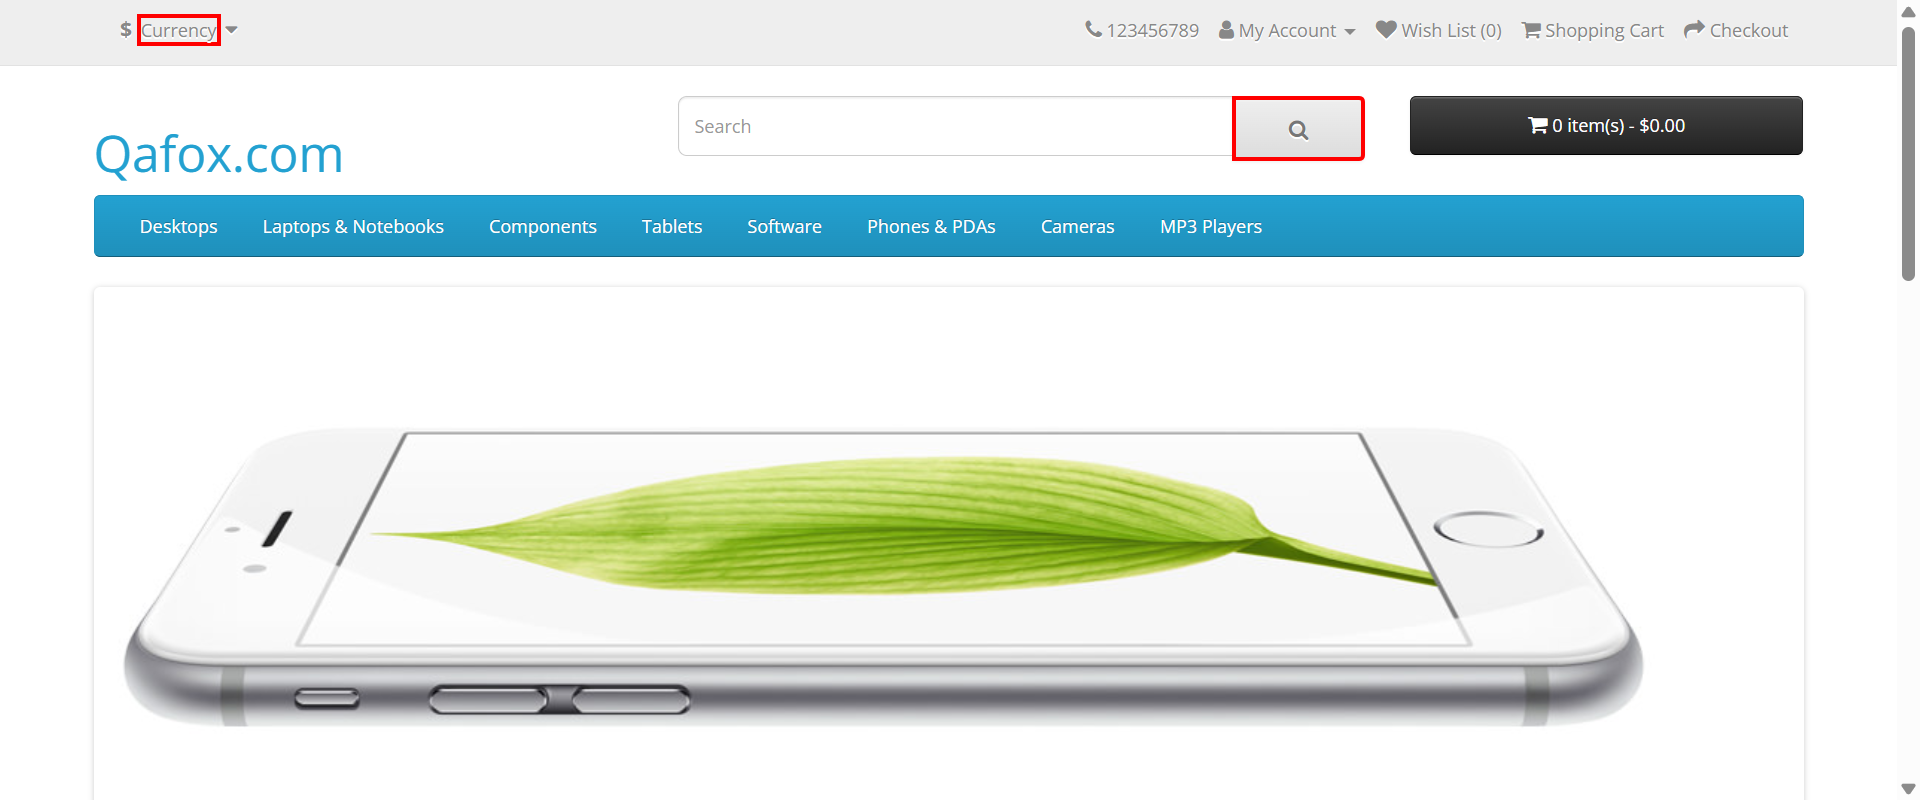 $ Currency
123456789 My Account Wish List (0) Shopping Cart Checkout
Search
0 item(s) - $0.00
Qafox.com
Desktops Laptops & Notebooks Components Tablets Software Phones & PDAs Cameras MP3 Players